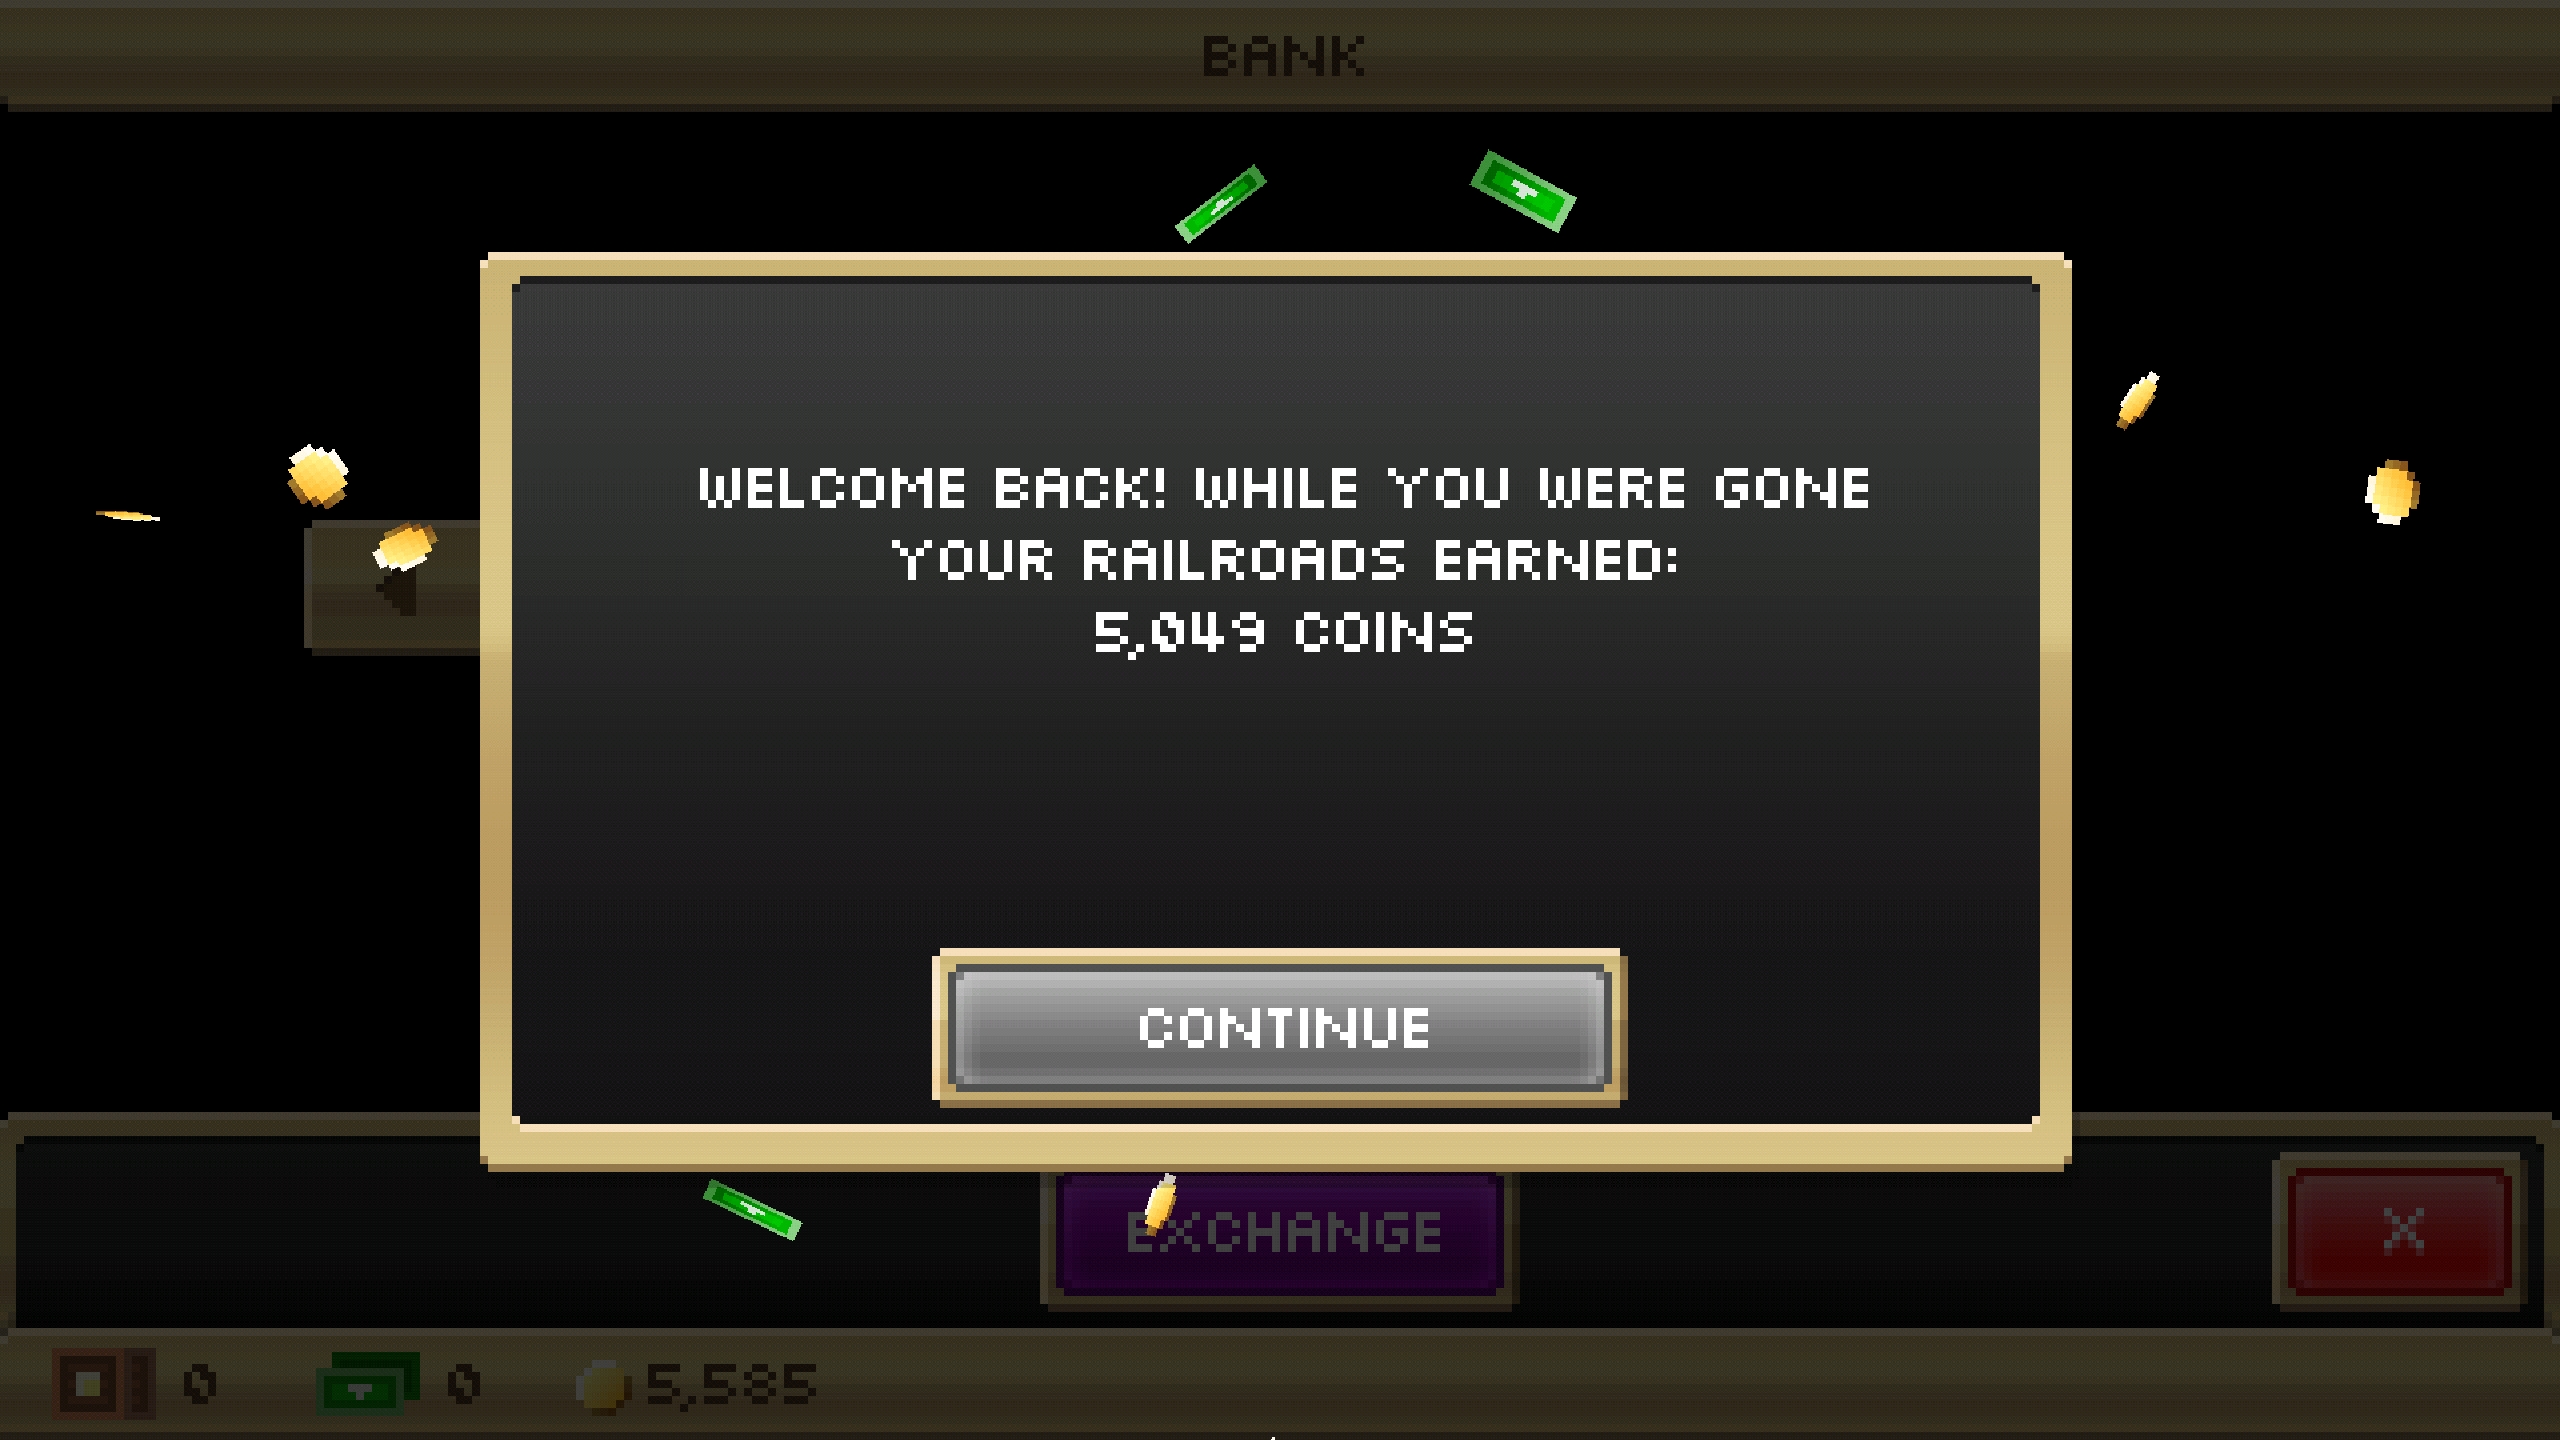 BANK
WELCOME BACK! WHILE YOU WERE GONE
YOUR RAILROADS EARNED:
5,049 COINS
CONTINUE
EXCHANGE
X
0 0 5,585